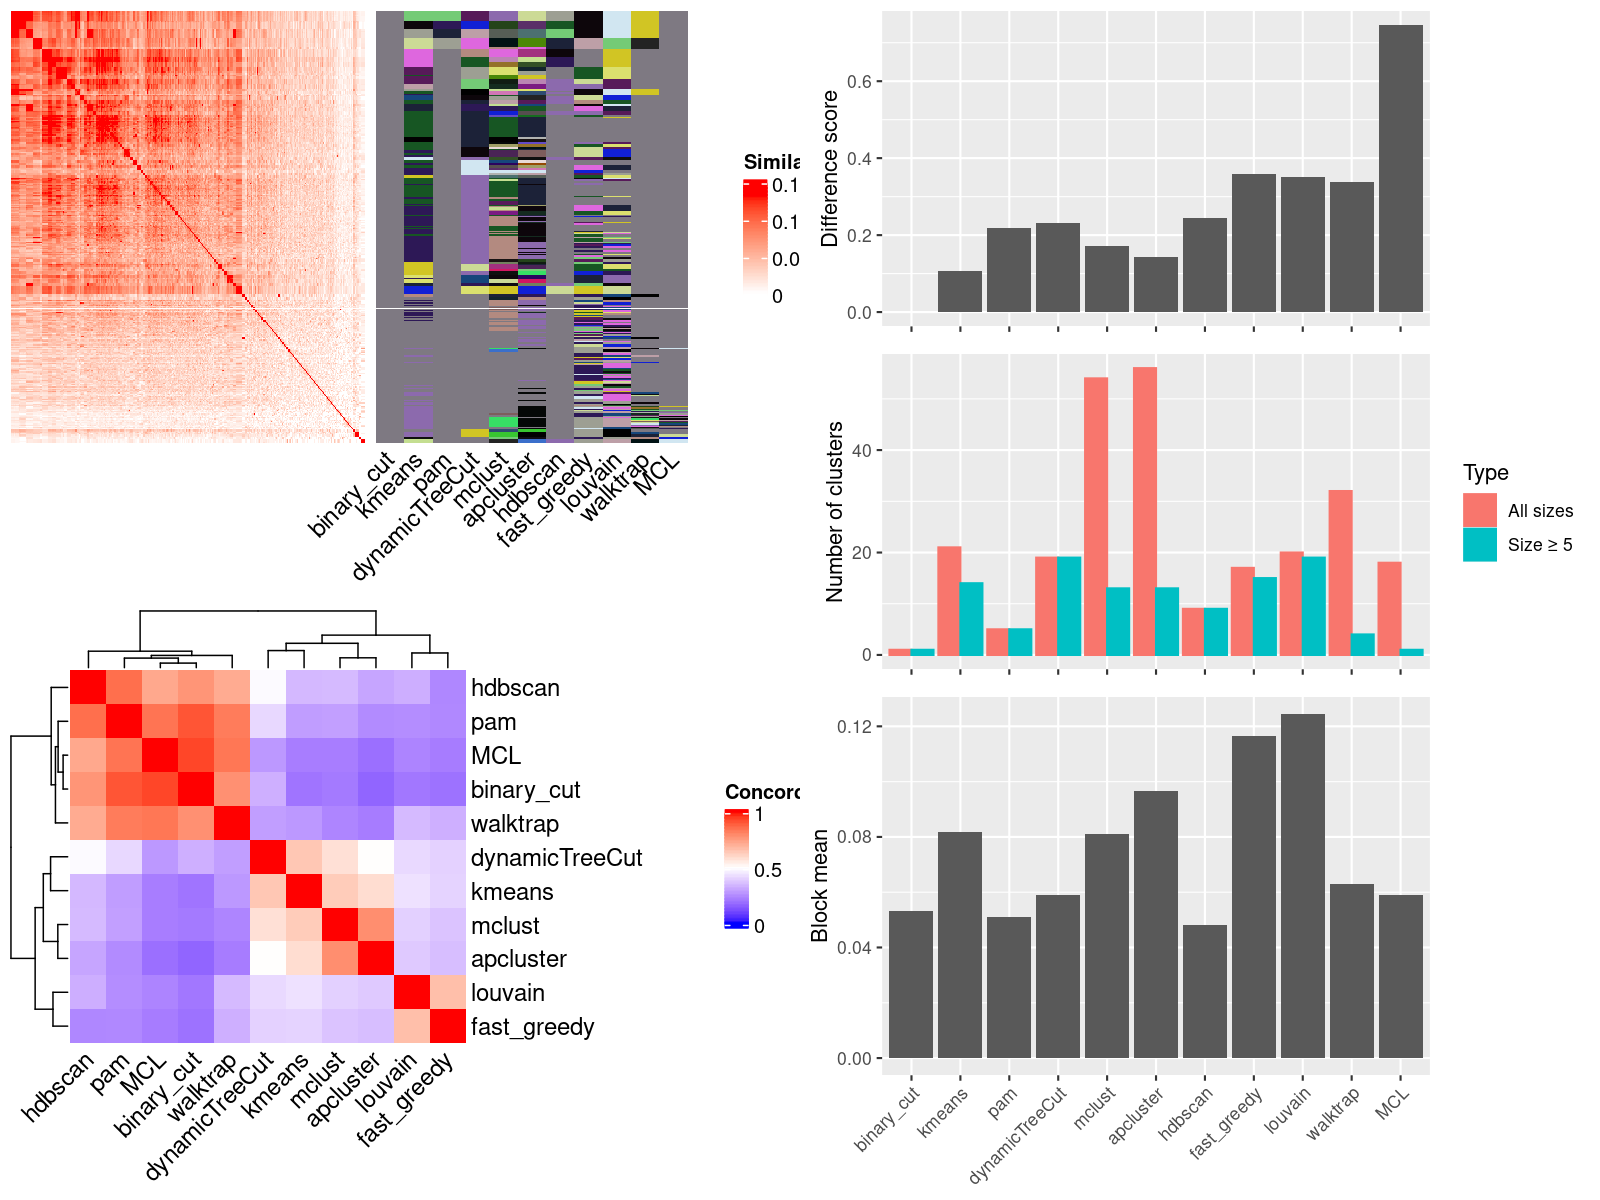 Simila
0.1
0.1
0.0
0
binary_cut
kmeans
pam
dynamicTreeCut
mclust
apcluster
hdbscan
fast_greedy
louvain
walktrap
MCL
hdbscan
pam
MCL
binary_cut
walktrap
dynamicTreeCut
kmeans
mclust
apcluster
louvain
fast_greedy
hdbscan
pam
MCL
binary_cut
walktrap
dynamicTreeCut
kmeans
mclust
apcluster
louvain
fast_greedy
Concord
1
0.5
0
Difference score
0.6
0.4
0.2
0.0
Number of clusters
40
20
0
Type
All sizes
Size ≥ 5
Block mean
0.12
0.08
0.04
0.00
binary_cut
kmeans
pam
dynamicTreeCut
mclust
apcluster
hdbscan
fast_greedy
louvain
walktrap
MCL